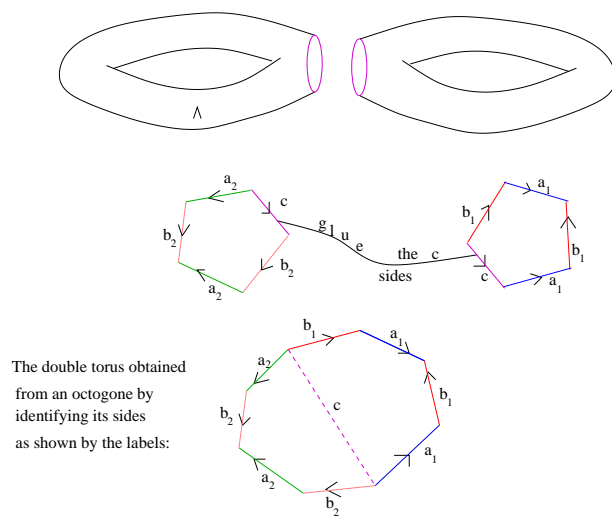 a2 c a1
b2 b1
g l u e the c
sides
b2 b1
a2 c a1
b1 a1
The double torus obtained a2
from an octogone by b2 c b1
identifying its sides
as shown by the labels: a2 b2 a1